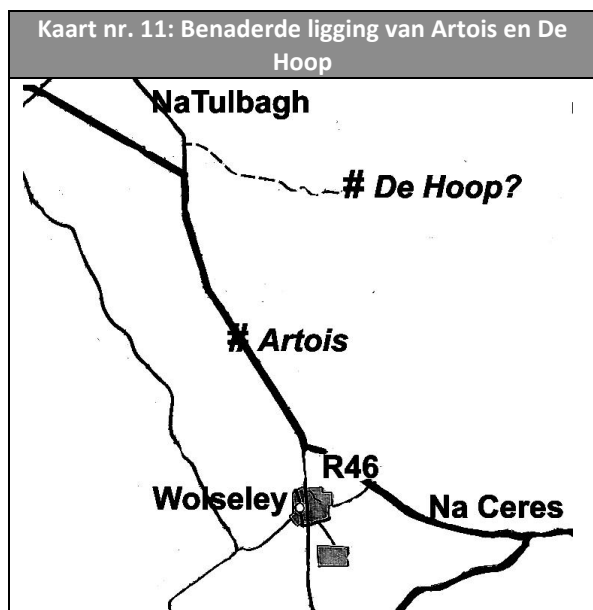 Kaart nr. 11: Benaderde ligging van Artois en De
Hoop
NaTulbagh
# De Hoop?
# Artois
R46
Wolseley
Na Ceres